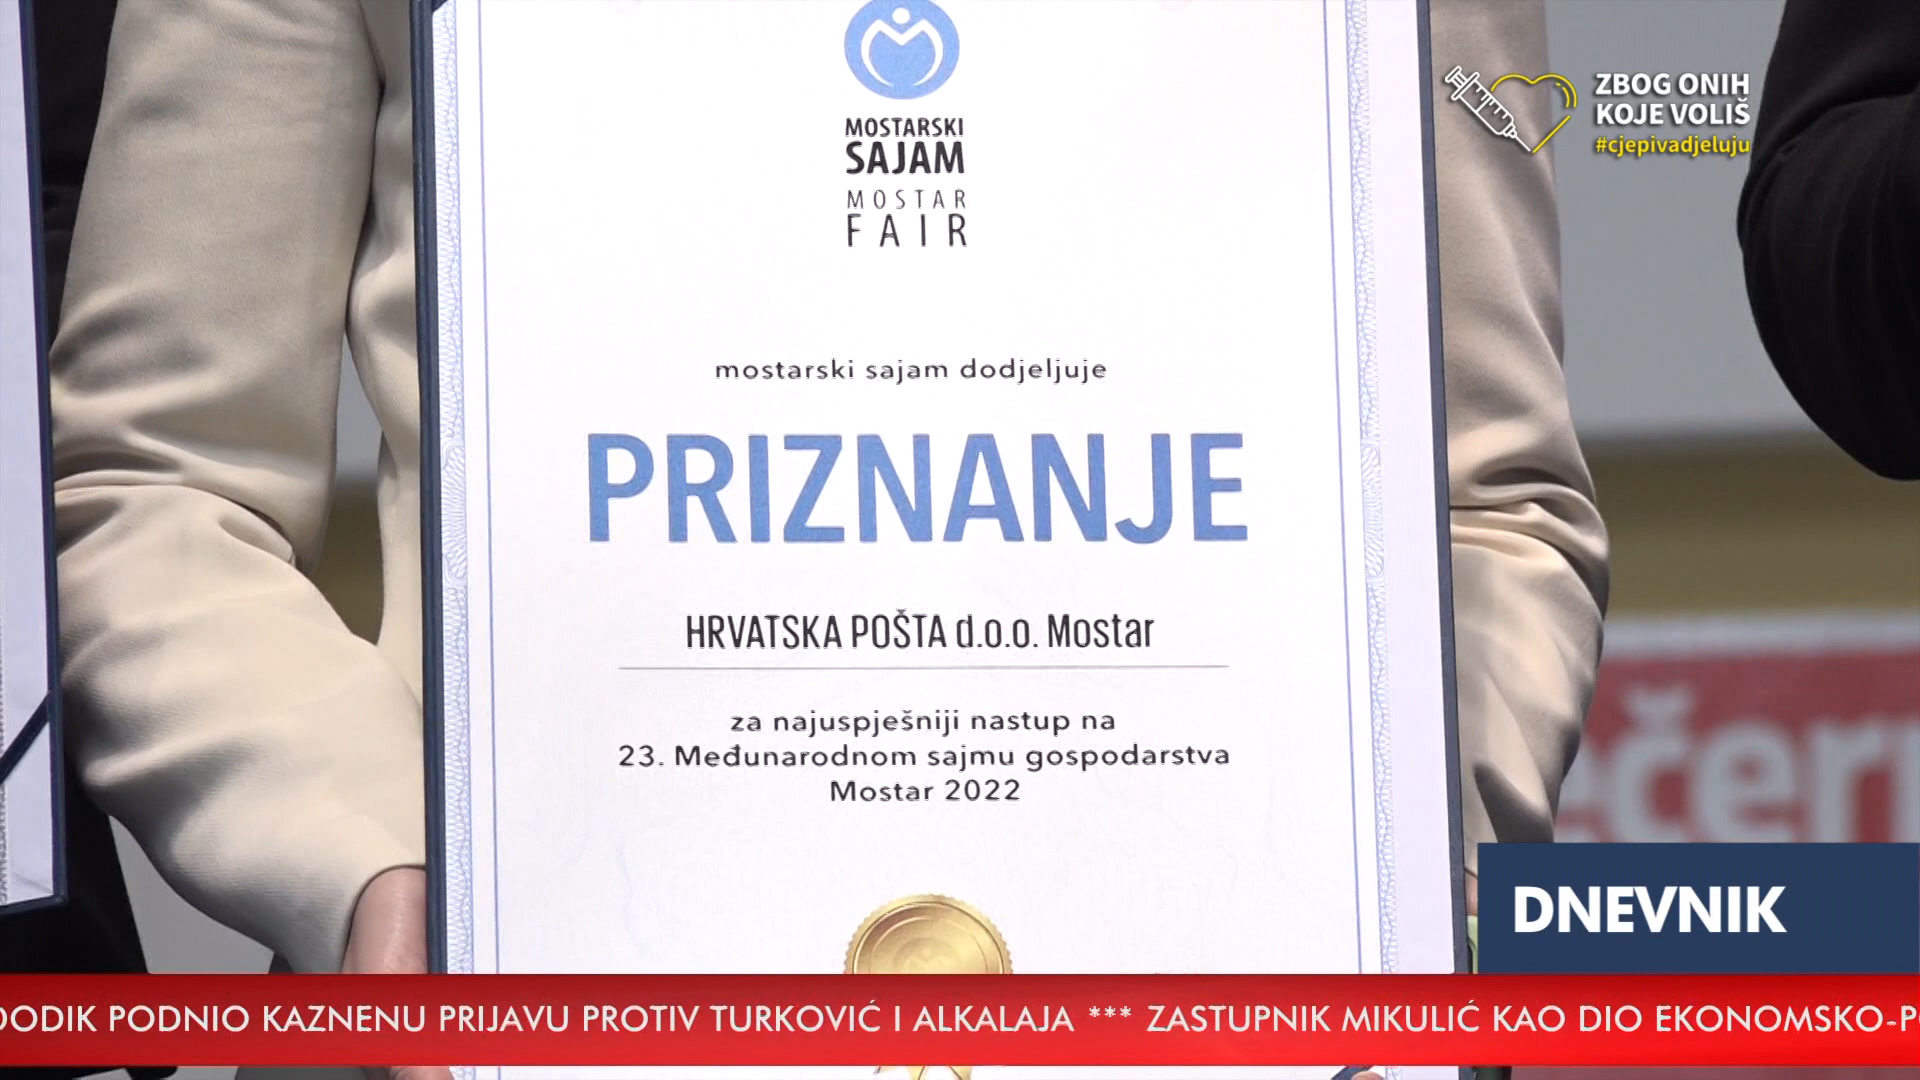 MOSTARSKI
SAJAM
MOSTAR
FAIR
ZBOG ONIH
KOJE VOLIŠ
#cjepivadjeluju
mostarski sajam dodjeljuje
PRIZNANJE
HRVATSKA POŠTA d.o.o. Mostar
za najuspješniji nastup na
23. Međunarodnom sajmu gospodarstva
Mostar 2022
DNEVNIK
DODIK PODNIO KAZNENU PRIJAVU PROTIV TURKOVIĆ I ALKALAJA *** ZASTUPNIK MIKULIĆ KAO DIO EKONOMSKO-P